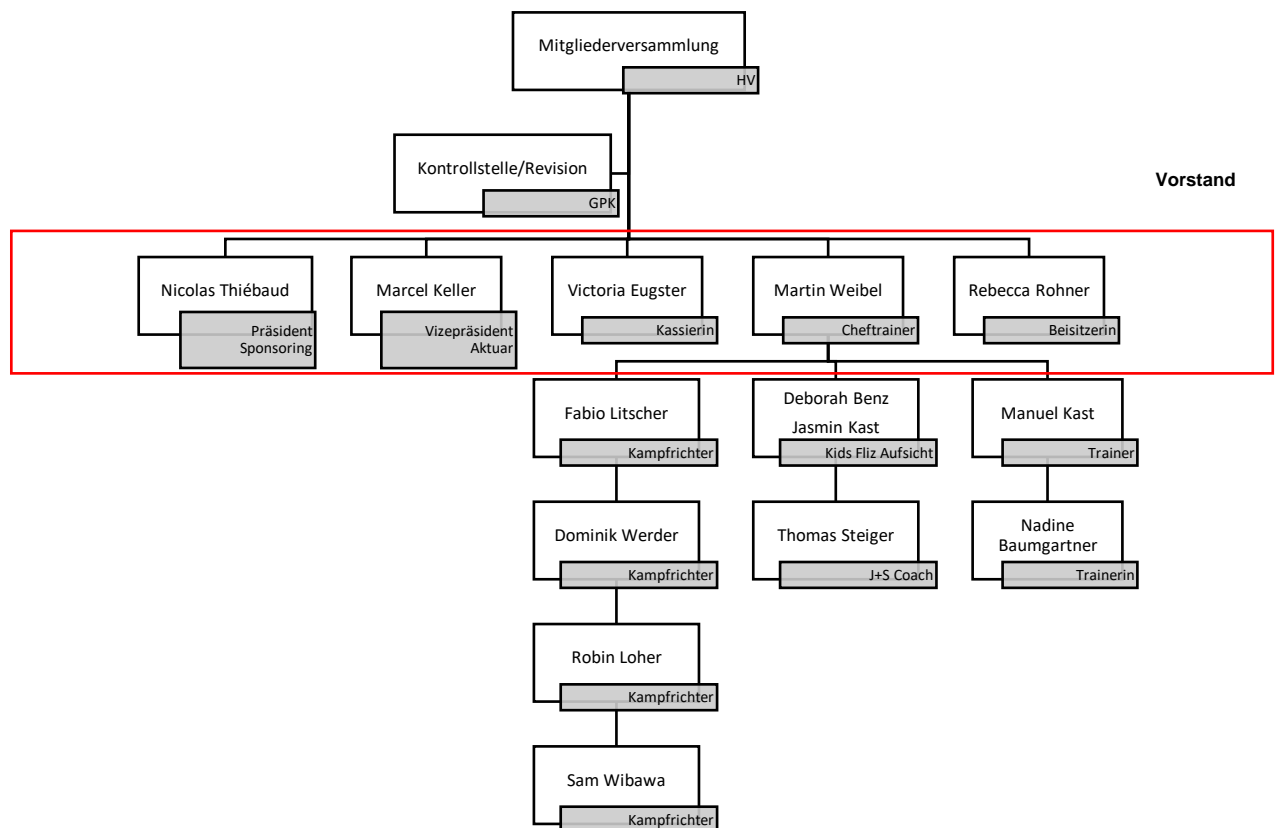 Mitgliederversammlung
HV
Kontrollstelle/Revision
GPK
Vorstand
Nicolas Thiébaud
Präsident
Sponsoring
Marcel Keller
Vizepräsident
Aktuar
Victoria Eugster
Kassierin
Martin Weibel
Cheftrainer
Rebecca Rohner
Beisitzerin
Fabio Litscher
Kampfrichter
Deborah Benz
Jasmin Kast
Kids Fliz Aufsicht
Manuel Kast
Trainer
Dominik Werder
Kampfrichter
Thomas Steiger
J+S Coach
Nadine
Baumgartner
Trainerin
Robin Loher
Kampfrichter
Sam Wibawa
Kampfrichter